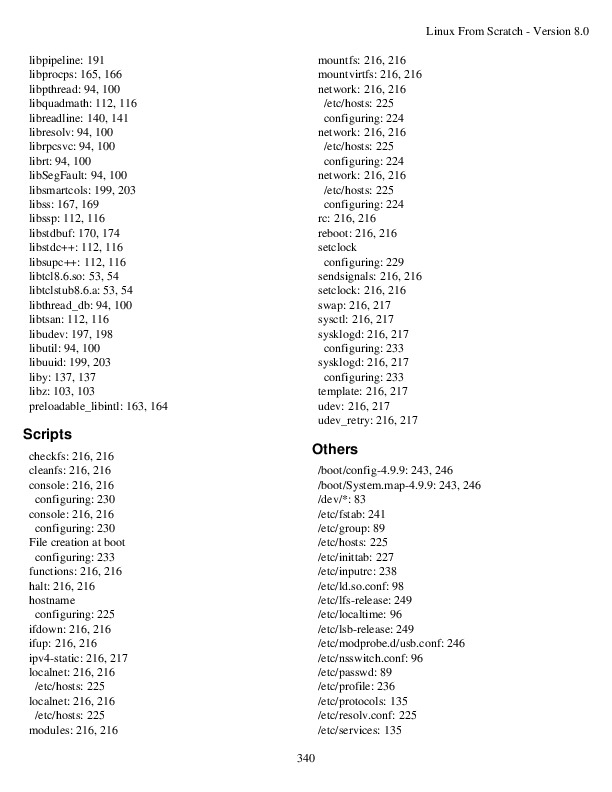 Linux From Scratch - Version 8.0
libpipeline: 191
libprocps: 165, 166
libpthread: 94, 100
libquadmath: 112, 116
libreadline: 140, 141
libresolv: 94, 100
librpcsvc: 94, 100
librt: 94, 100
libSegFault: 94, 100
libsmartcols: 199, 203
libss: 167, 169
libssp: 112, 116
libstdbuf: 170, 174
libstdc++: 112, 116
libsupc++: 112, 116
libtcl8.6.so: 53, 54
libtclstub8.6.a: 53, 54
libthread_db: 94, 100
libtsan: 112, 116
libudev: 197, 198
libutil: 94, 100
libuuid: 199, 203
liby: 137, 137
libz: 103, 103
preloadable_libintl: 163, 164
Scripts
checkfs: 216, 216
cleanfs: 216, 216
console: 216, 216
configuring: 230
console: 216, 216
configuring: 230
File creation at boot
configuring: 233
functions: 216, 216
halt: 216, 216
hostname
configuring: 225
ifdown: 216, 216
ifup: 216, 216
ipv4-static: 216, 217
localnet: 216, 216
/etc/hosts: 225
localnet: 216, 216
/etc/hosts: 225
modules: 216, 216
mountfs: 216, 216
mountvirtfs: 216, 216
network: 216, 216
/etc/hosts: 225
configuring: 224
network: 216, 216
/etc/hosts: 225
configuring: 224
network: 216, 216
/etc/hosts: 225
configuring: 224
rc: 216, 216
reboot: 216, 216
setclock
configuring: 229
sendsignals: 216, 216
setclock: 216, 216
swap: 216, 217
sysctl: 216, 217
sysklogd: 216, 217
configuring: 233
sysklogd: 216, 217
configuring: 233
template: 216, 217
udev: 216, 217
udev_retry: 216, 217
Others
/boot/config-4.9.9: 243, 246
/boot/System.map-4.9.9: 243, 246
/dev/*: 83
/etc/fstab: 241
/etc/group: 89
/etc/hosts: 225
/etc/inittab: 227
/etc/inputrc: 238
/etc/ld.so.conf: 98
/etc/lfs-release: 249
/etc/localtime: 96
/etc/lsb-release: 249
/etc/modprobe.d/usb.conf: 246
/etc/nsswitch.conf: 96
/etc/passwd: 89
/etc/profile: 236
/etc/protocols: 135
/etc/resolv.conf: 225
/etc/services: 135
340